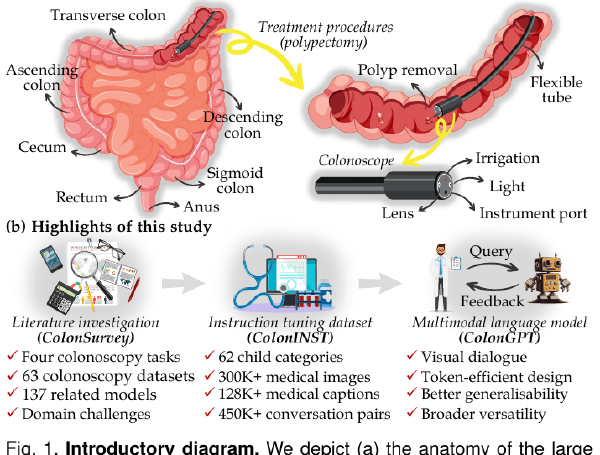 Transverse colon
Treatment procedures
(polypectomy)
Ascending
colon
Polyp removal
Flexible
tube
Descending
colon
Cecum
Colonoscope
Irrigation
Sigmoid
colon
Light
Rectum
Anus
Lens
Instrument port
(b) Highlights of this study
Query
Feedback
Literature investigation
(ColonSurvey)
✓ Four colonoscopy tasks
✓ 63 colonoscopy datasets
✓ 137 related models
✓ Domain challenges
Instruction tuning dataset
(ColonINST)
✓ 62 child categories
✓ 300K+ medical images
✓ 128K+ medical captions
✓ 450K+ conversation pairs
Multimodal language model
(ColonGPT)
✓ Visual dialogue
✓ Token-efficient design
✓ Better generalisability
✓ Broader versatility
Fig. 1. Introductory diagram. We depict (a) the anatomy of the large